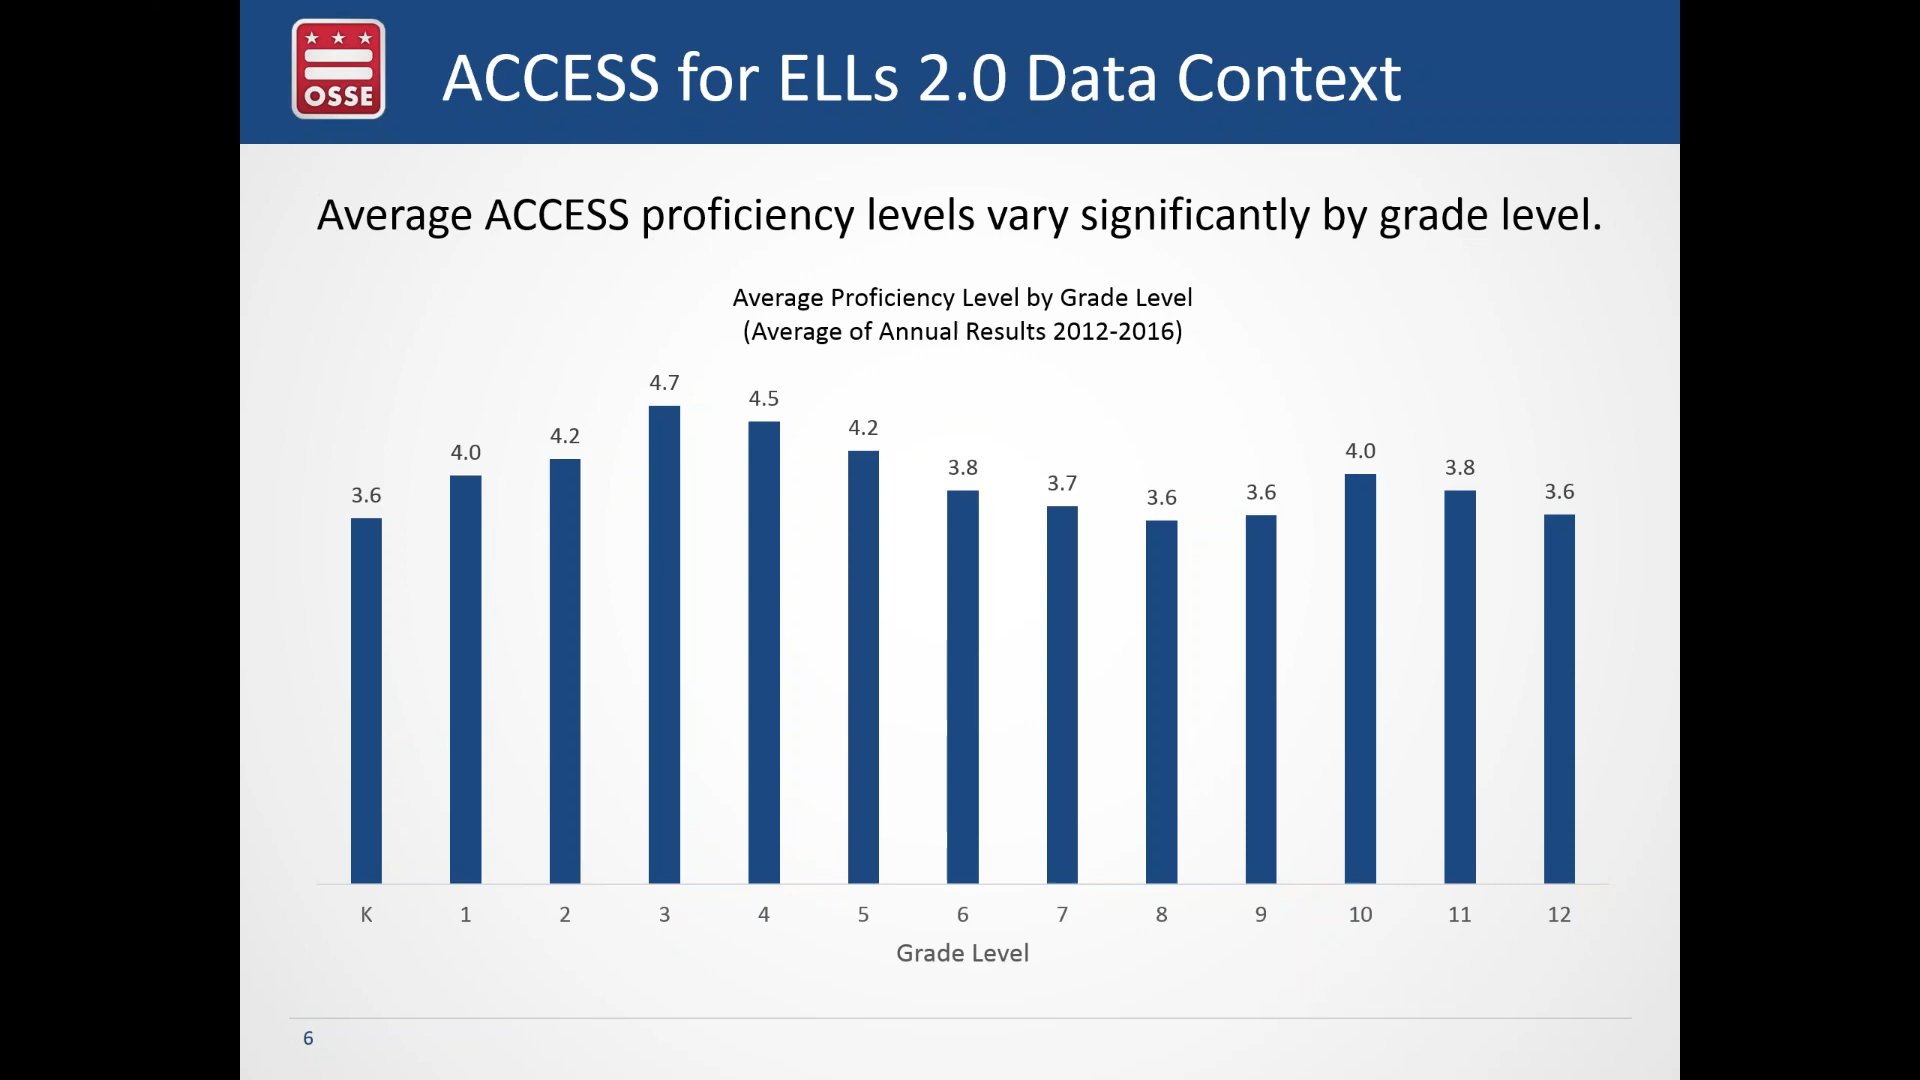 OSSE
ACCESS for ELLs 2.0 Data Context
Average ACCESS proficiency levels vary significantly by grade level.
Average Proficiency Level by Grade Level
(Average of Annual Results 2012-2016)
3.6 4.0 4.2 4.7 4.5 4.2 3.8 3.7 3.6 3.6 4.0 3.8 3.6
K 1 2 3 4 5 6 7 8 9 10 11 12
Grade Level
6